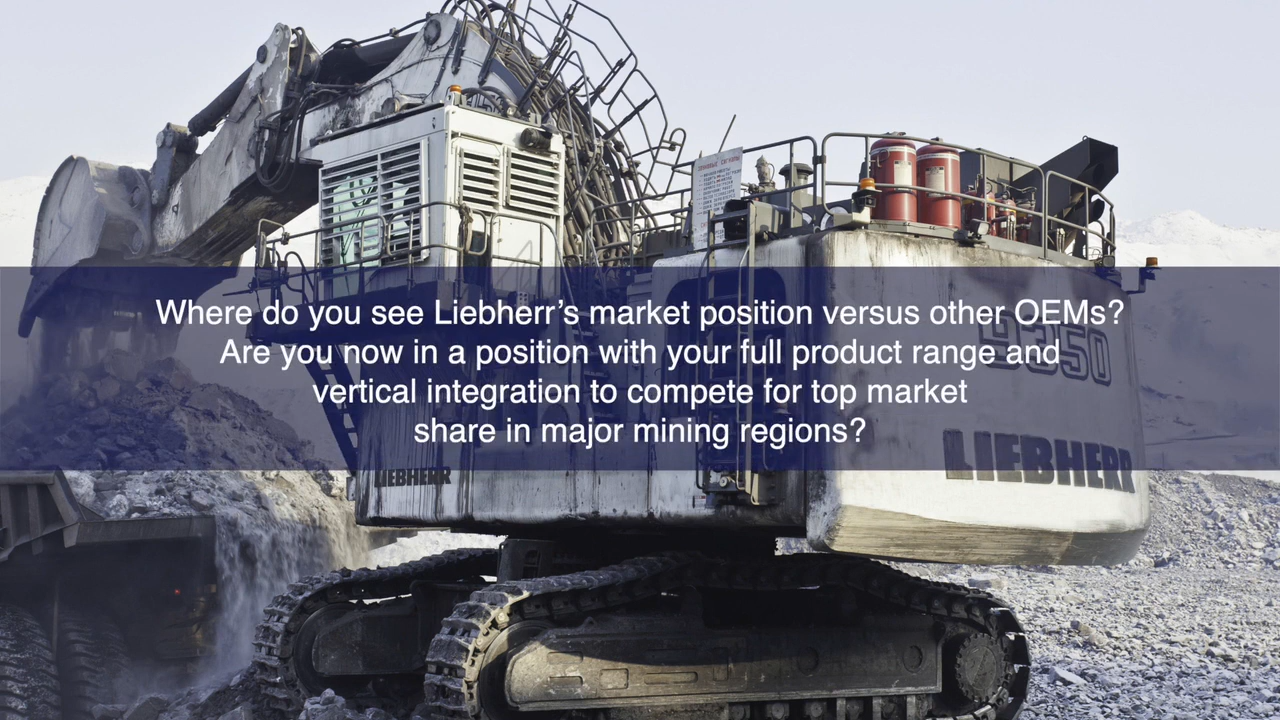 Where do you see Liebherr’s market position versus other OEMs?
Are you now in a position with your full product range and
vertical integration to compete for top market
share in major mining regions?
9350
LIEBHERR
LIEBHERR